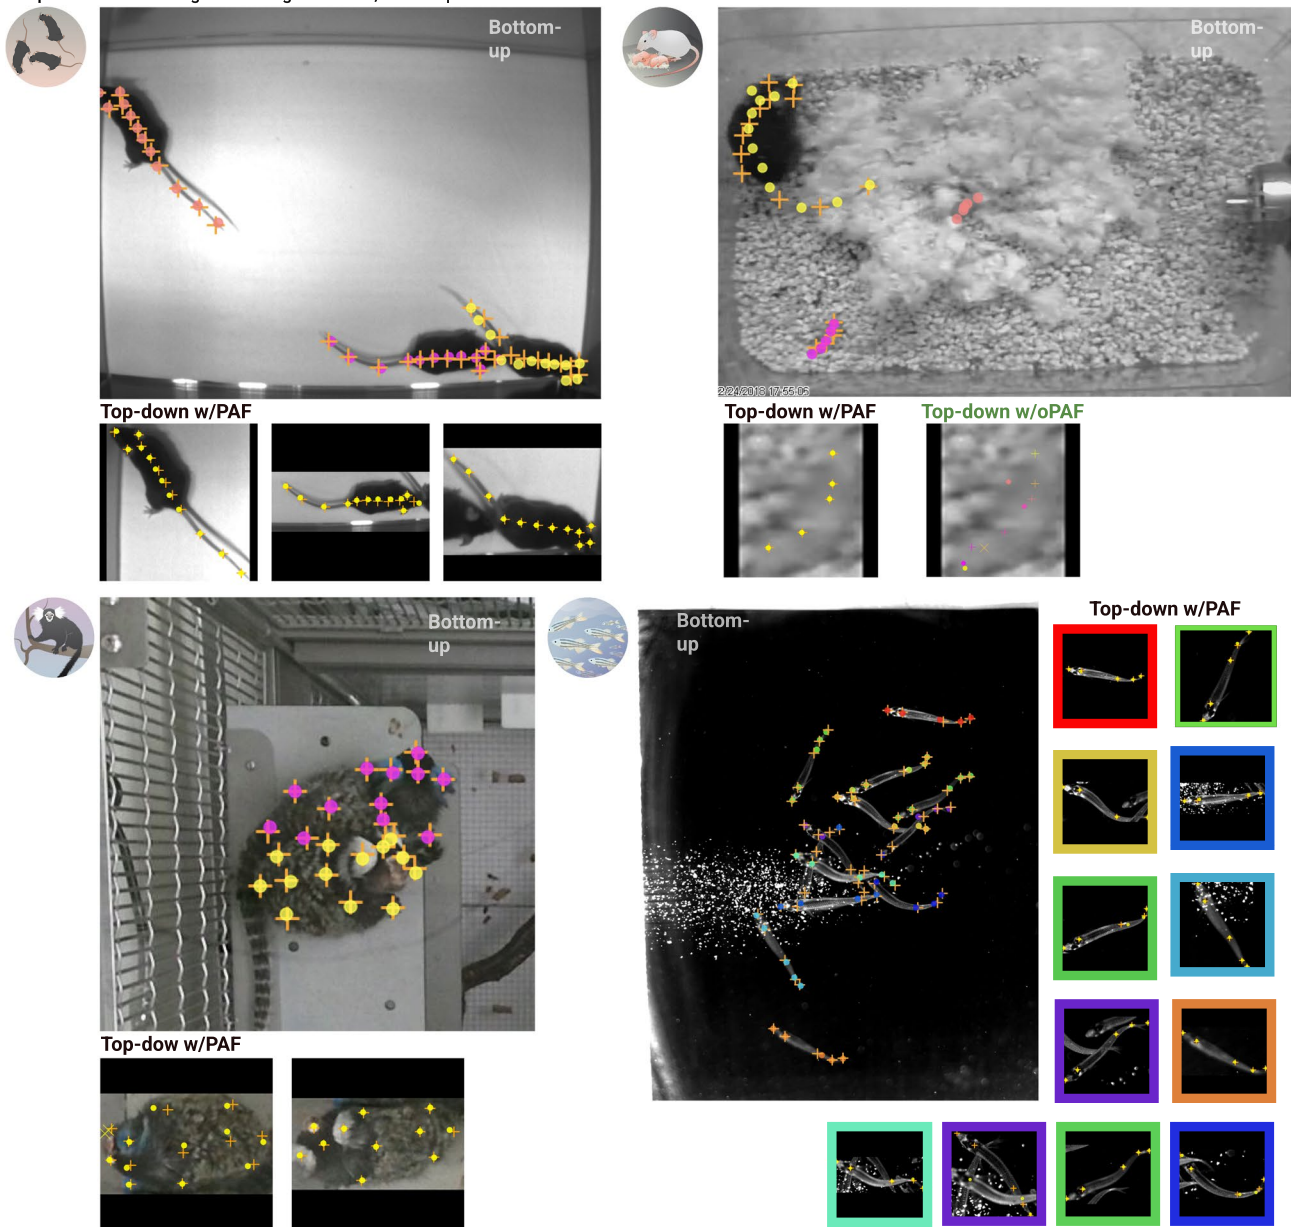 Bottom-
up
Bottom-
up
2/24/2018 17:55:05
Top-down w/PAF
Top-down w/PAF
Top-down w/oPAF
Bottom-
up
Bottom-
up
Top-down w/PAF
Top-dow w/PAF